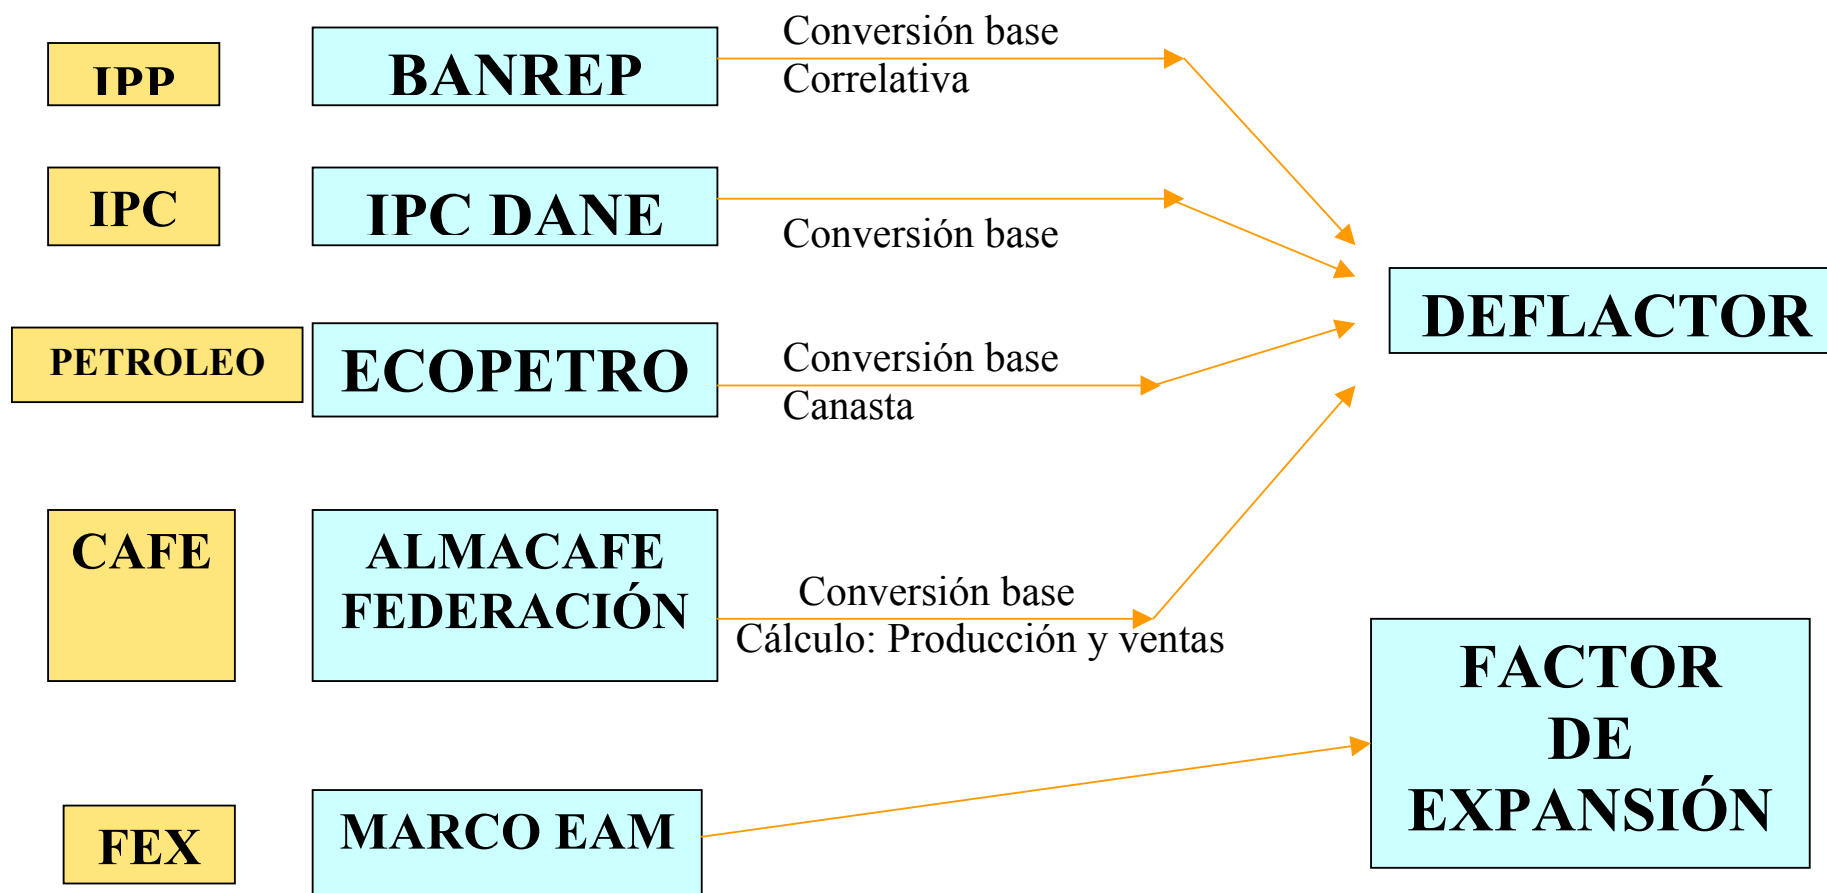 IPP
BANREP
Conversión base
Correlativa
IPC
IPC DANE
Conversión base
PETROLEO
ECOPETRO
Conversión base
Canasta
DEFLACTOR
CAFE
ALMACAFE
FEDERACIÓN
Conversión base
Cálculo: Producción y ventas
FACTOR
DE
EXPANSIÓN
FEX
MARCO EAM